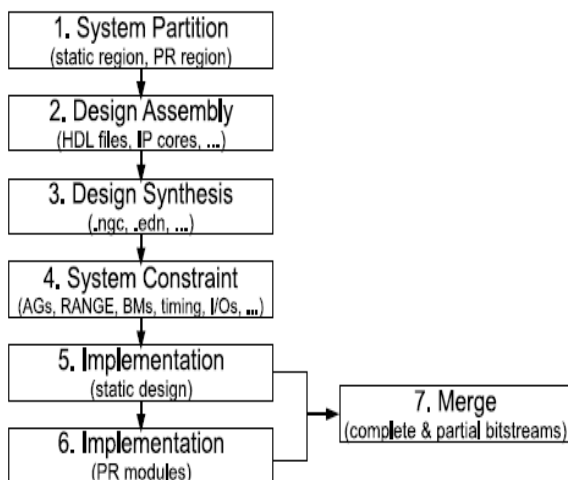 1. System Partition
(static region, PR region)
2. Design Assembly
(HDL files, IP cores, ...)
3. Design Synthesis
(.ngc, .edn, ...)
4. System Constraint
(AGs, RANGE, BMs, timing, I/Os, ...)
5. Implementation
(static design)
6. Implementation
(PR modules)
7. Merge
(complete & partial bitstreams)